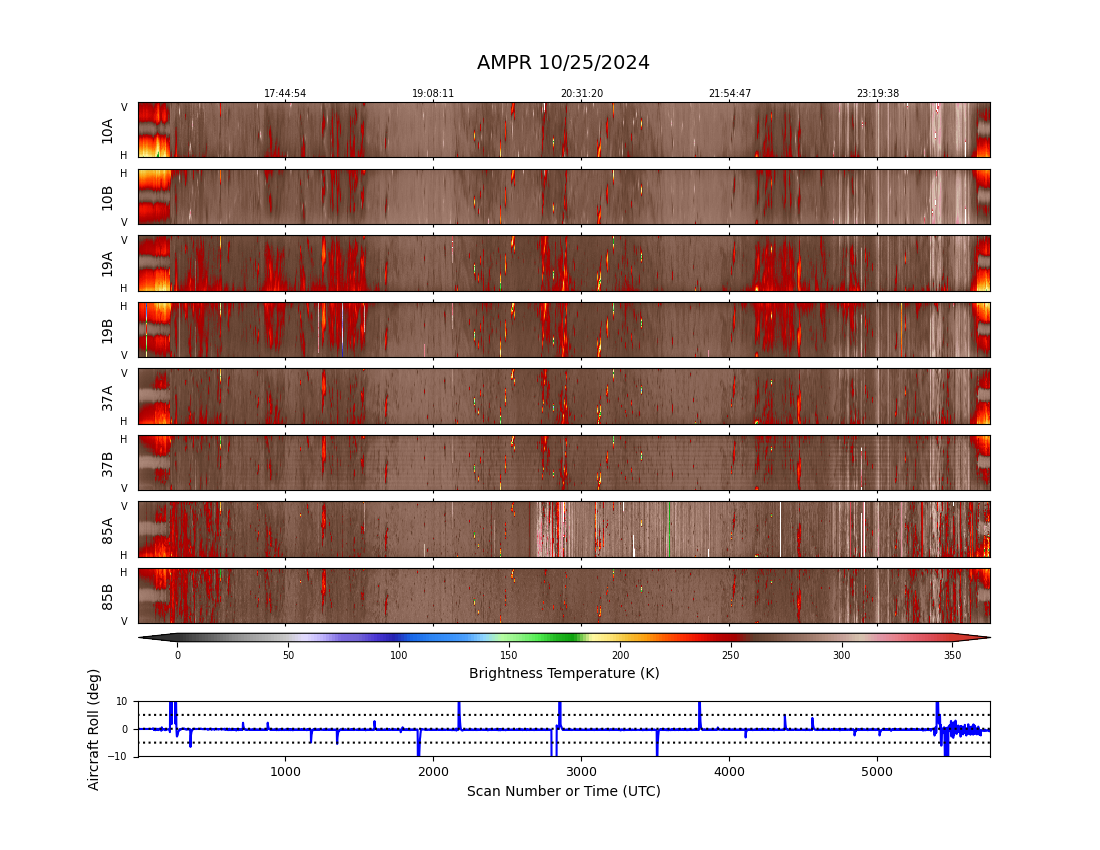 AMPR 10/25/2024
17:44:54 19:08:11 20:31:20 21:54:47 23:19:38
V
10A
H
H
10B
V
V
19A
H
H
19B
V
V
37A
H
H
37B
V
V
85A
H
H
85B
V
0 50 100 150 200 250 300 350
Brightness Temperature (K)
Aircraft Roll (deg)
10
0
−10
1000 2000 3000 4000 5000
Scan Number or Time (UTC)